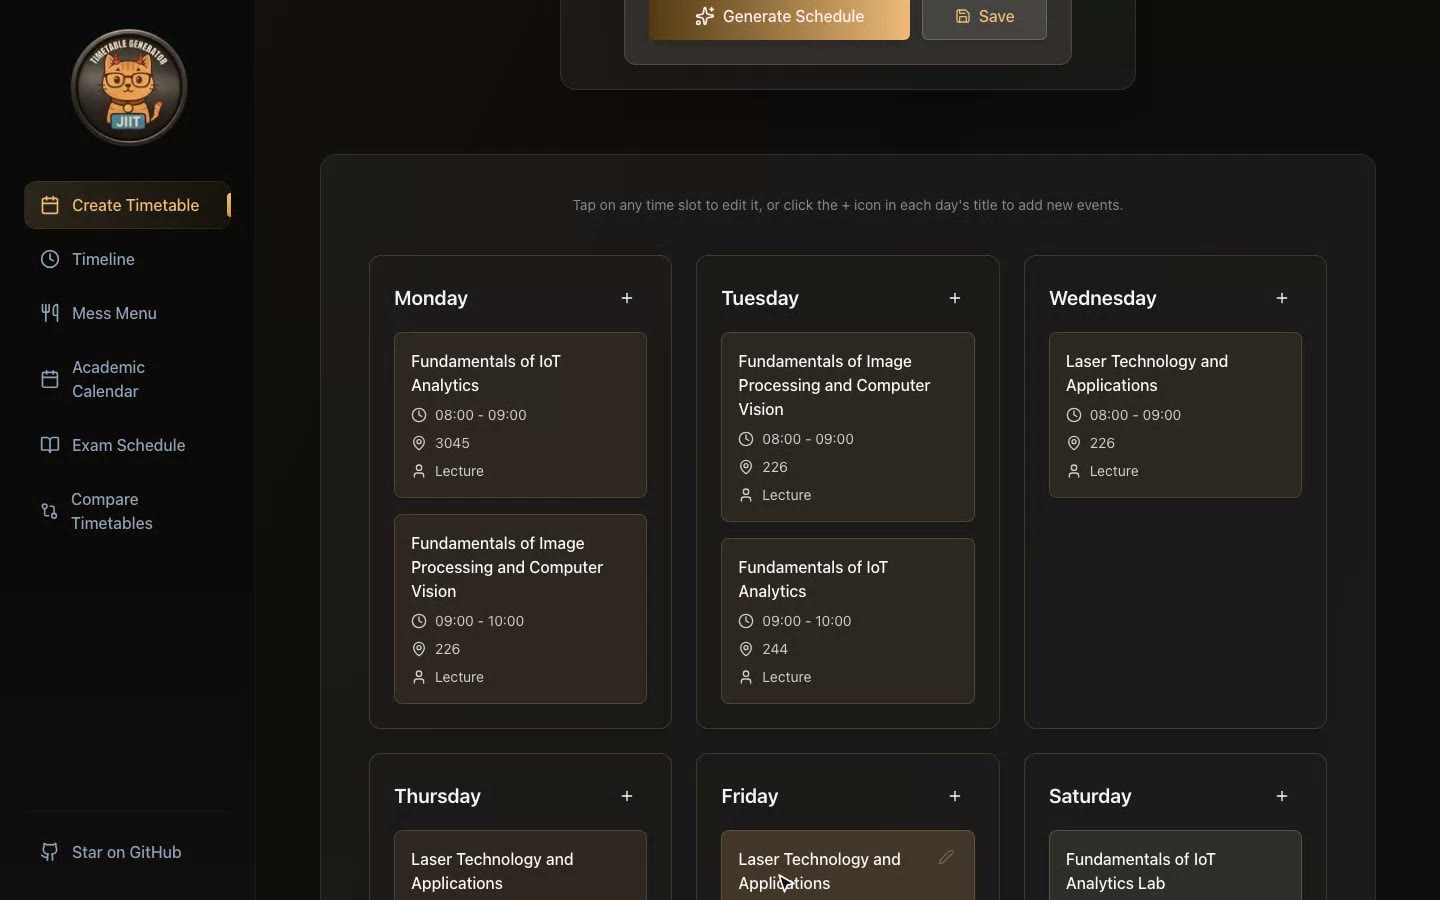 TIMETABLE GENERATOR
JIIT
Create Timetable
Timeline
Mess Menu
Academic
Calendar
Exam Schedule
Compare
Timetables
Star on GitHub
Generate Schedule
Save
Tap on any time slot to edit it, or click the + icon in each day's title to add new events.
Monday +
Fundamentals of IoT
Analytics
08:00 - 09:00
3045
Lecture
Fundamentals of Image
Processing and Computer
Vision
09:00 - 10:00
226
Lecture
Tuesday +
Fundamentals of Image
Processing and Computer
Vision
08:00 - 09:00
226
Lecture
Fundamentals of IoT
Analytics
09:00 - 10:00
244
Lecture
Wednesday +
Laser Technology and
Applications
08:00 - 09:00
226
Lecture
Thursday +
Laser Technology and
Applications
Friday +
Laser Technology and
Applications
Saturday +
Fundamentals of IoT
Analytics Lab